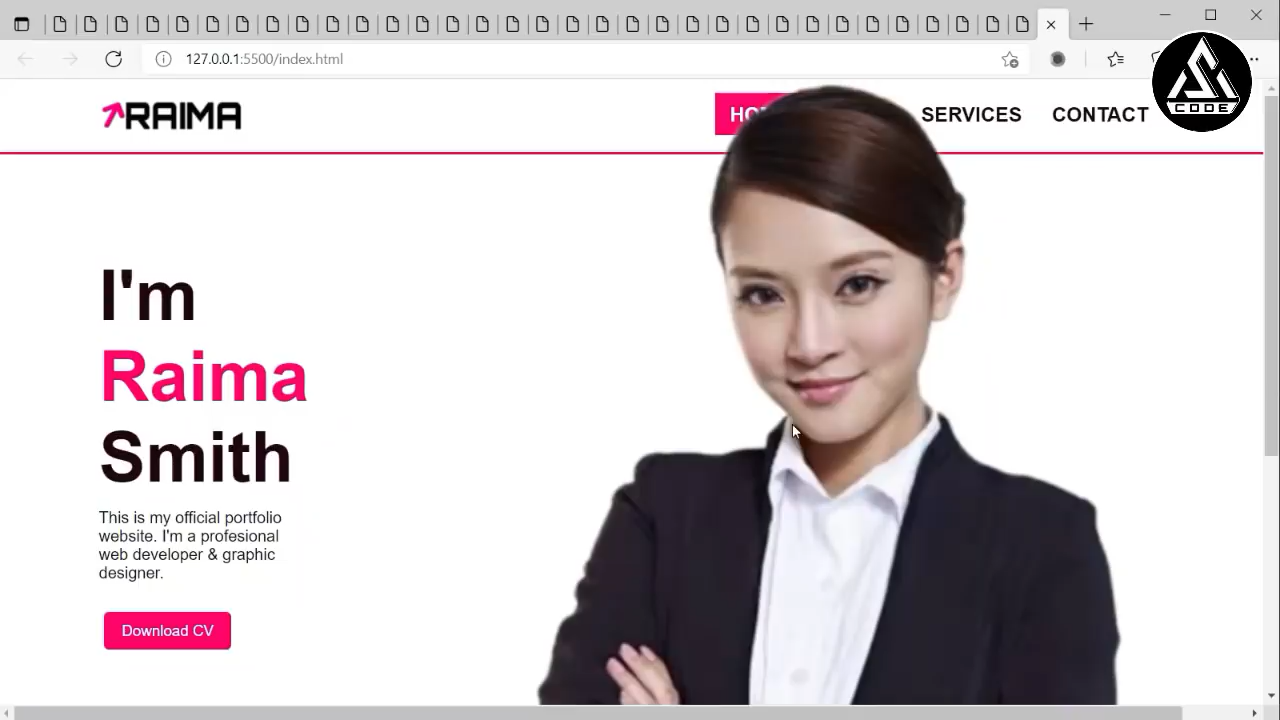 127.0.0.1:5500/index.html
CODE
RAIMA
SERVICES
CONTACT
I'm
Raima
Smith
This is my official portfolio
website. I'm a profesional
web developer & graphic
designer.
Download CV